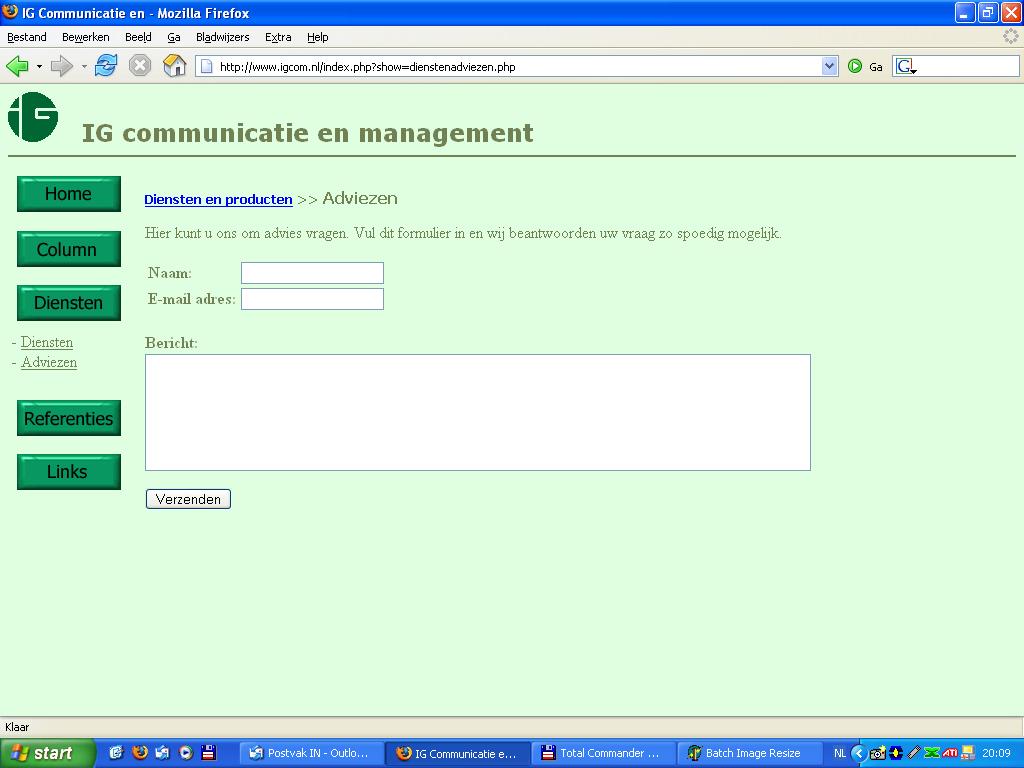 IG Communicatie en - Mozilla Firefox
Bestand Bewerken Beeld Ga Bladwijzers Extra Help
http://www.igcom.nl/index.php?show=dienstenadviezen.php Ga G
iG
IG communicatie en management
Home
Column
Diensten
- Diensten
- Adviezen
Referenties
Links
Diensten en producten >> Adviezen
Hier kunt u ons om advies vragen. Vul dit formulier in en wij beantwoorden uw vraag zo spoedig mogelijk.
Naam:
E-mail adres:
Bericht:
Verzenden
Klaar
start Postvak IN - Outlo... IG Communicatie e... Total Commander ... Batch Image Resize NL ATI 20:09